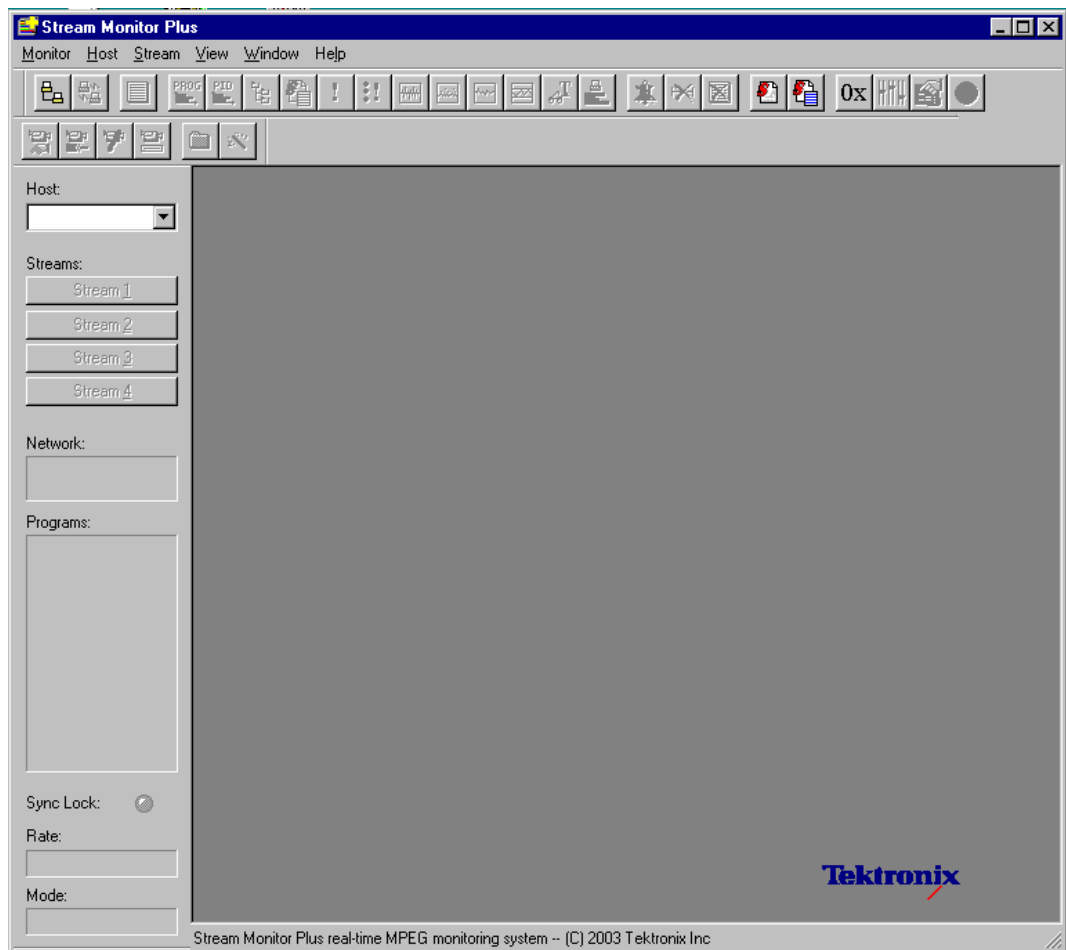 Stream Monitor Plus
Monitor Host Stream View Window Help
PROG PID T 0x
Host:
Streams:
Stream 1
Stream 2
Stream 3
Stream 4
Network:
Programs:
Sync Lock:
Rate:
Mode:
Tektronix
Stream Monitor Plus real-time MPEG monitoring system -- (C) 2003 Tektronix Inc